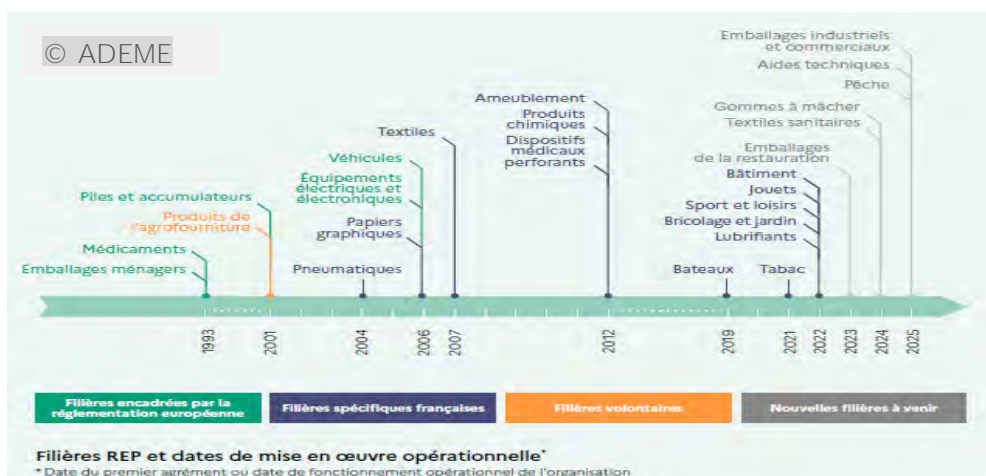 © ADEME
Emballages industriels
et commerciaux
Aides techniques
Pêche
Ameublement
Produits
chimiques
Dispositifs
médicaux
perforants
Gommes à mâcher
Textiles sanitaires
Textiles
Emballages
de la restauration
Véhicules
Équipements
électriques et
électroniques
Bâtiment
Jouets
Sport et loisirs
Bricolage et jardin
Lubrifiants
Piles et accumulateurs
Produits de
l'agrofourniture
Papiers
graphiques
Médicaments
Emballages ménagers
Pneumatiques
Bateaux
Tabac
1993
2001
2004
2006
2007
2012
2019
2021
2022
2023
2024
2025
Filières encadrées par la
réglementation européenne
Filières spécifiques françaises
Filières volontaires
Nouvelles filières à venir
Filières REP et dates de mise en œuvre opérationnelle*
* Date du premier agrément ou date de fonctionnement opérationnel de l'organisation